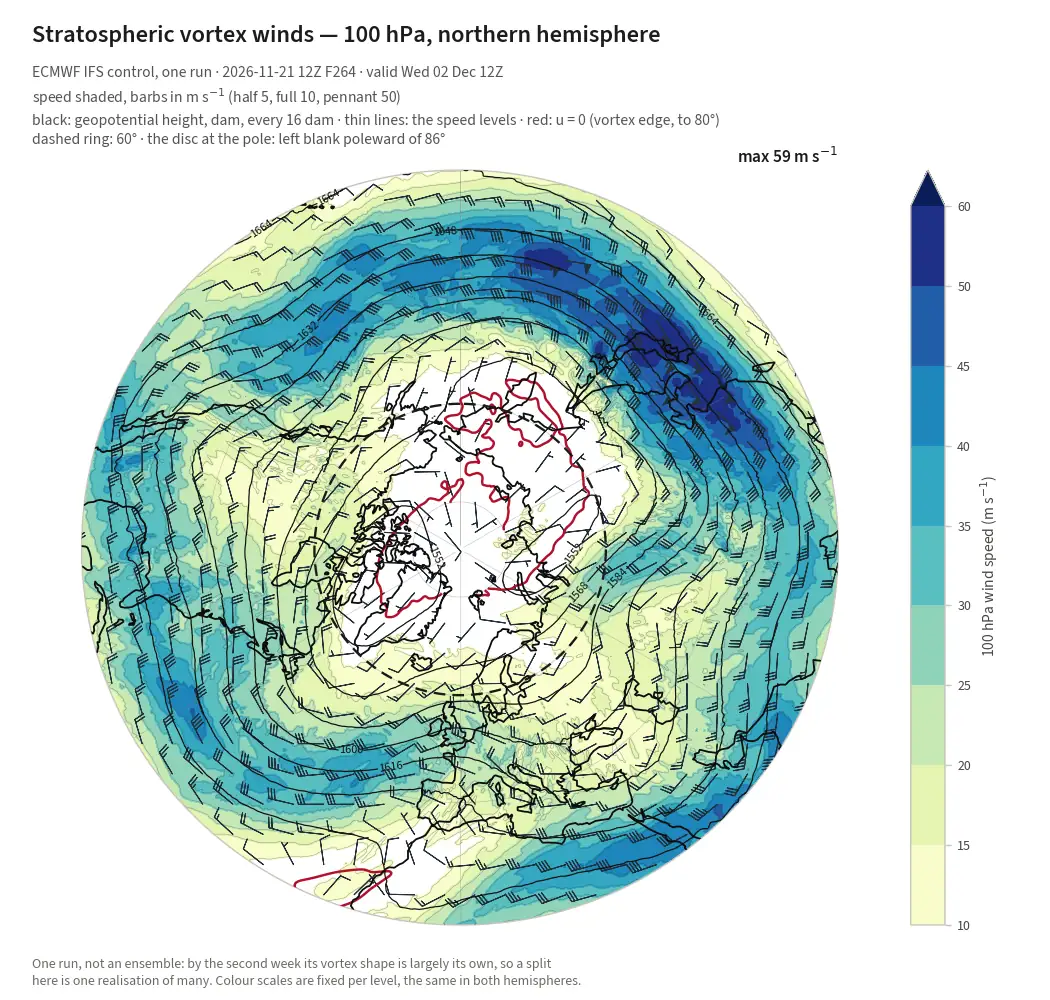 Stratospheric vortex winds — 100 hPa, northern hemisphere
ECMWF IFS control, one run · 2026-11-21 12Z F264 · valid Wed 02 Dec 12Z
speed shaded, barbs in m s⁻¹ (half 5, full 10, pennant 50)
black: geopotential height, dam, every 16 dam · thin lines: the speed levels · red: u = 0 (vortex edge, to 80°)
dashed ring: 60° · the disc at the pole: left blank poleward of 86°
max 59 m s⁻¹
1664
1664
1648
1632
1664
1552
1552
1568
1584
1600
1616
60
50
45
40
35
30
25
20
15
10
100 hPa wind speed (m s⁻¹)
One run, not an ensemble: by the second week its vortex shape is largely its own, so a split
here is one realisation of many. Colour scales are fixed per level, the same in both hemispheres.